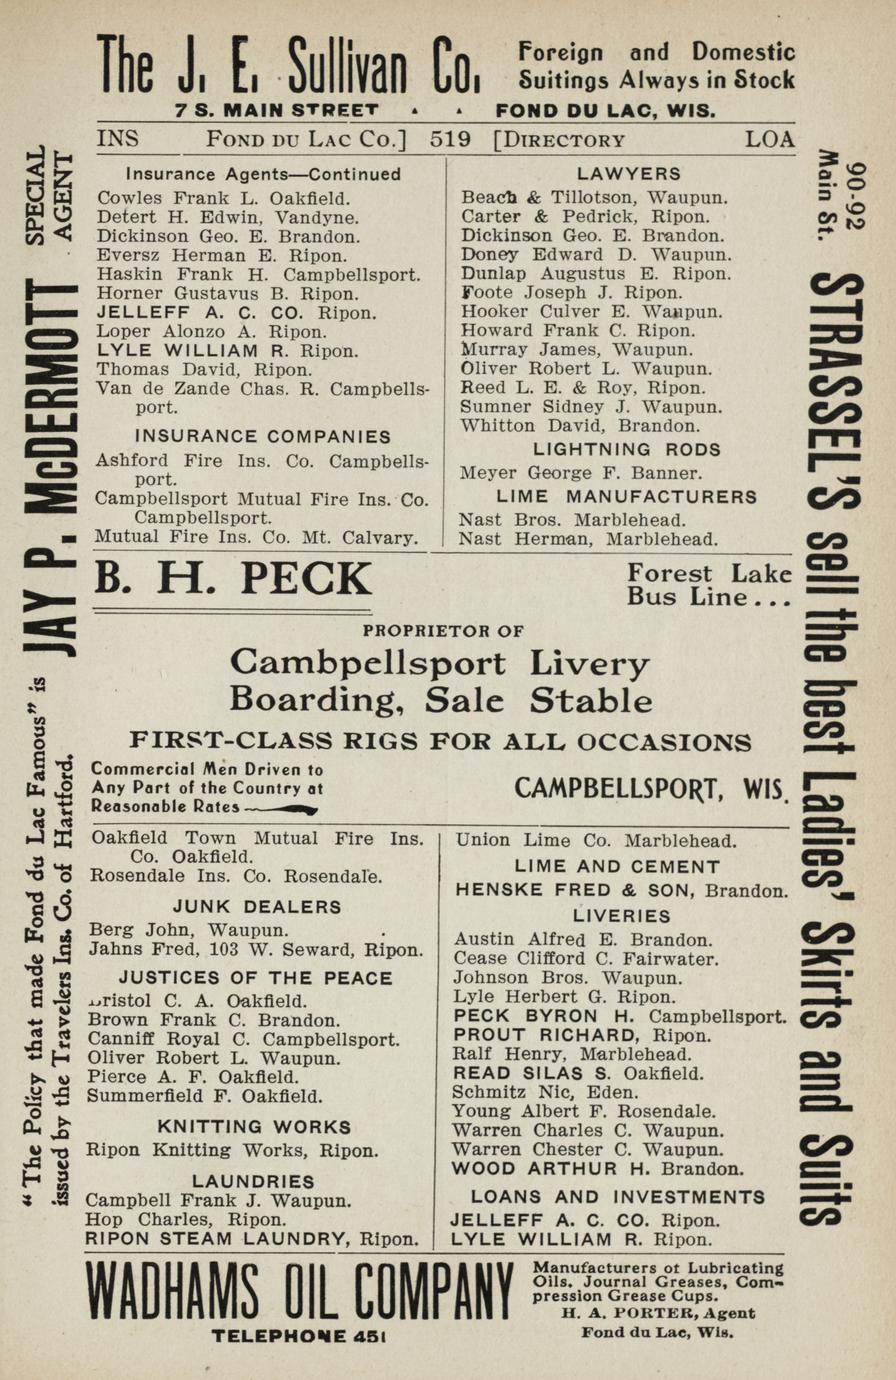 The J. E. Sullivan Co.
Foreign and Domestic
Suitings Always in Stock
7 S. MAIN STREET
FOND DU LAC, WIS.
INS FOND DU LAC CO.] 519 [DIRECTORY LOA
Insurance Agents—Continued
Cowles Frank L. Oakfield.
Detert H. Edwin, Vandyne.
Dickinson Geo. E. Brandon.
Eversz Herman E. Ripon.
Haskin Frank H. Campbellsport.
Horner Gustavus B. Ripon.
JELLEFF A. C. CO. Ripon.
Loper Alonzo A. Ripon.
LYLE WILLIAM R. Ripon.
Thomas David, Ripon.
Van de Zande Chas. R. Campbells-
port.
INSURANCE COMPANIES
Ashford Fire Ins. Co. Campbells-
port.
Campbellsport Mutual Fire Ins. Co.
Campbellsport.
Mutual Fire Ins. Co. Mt. Calvary.
LAWYERS
Beach & Tillotson, Waupun.
Carter & Pedrick, Ripon.
Dickinson Geo. E. Brandon.
Doney Edward D. Waupun.
Dunlap Augustus E. Ripon.
Foote Joseph J. Ripon.
Hooker Culver E. Waupun.
Howard Frank C. Ripon.
Murray James, Waupun.
Oliver Robert L. Waupun.
Reed L. E. & Roy, Ripon.
Sumner Sidney J. Waupun.
Whitton David, Brandon.
LIGHTNING RODS
Meyer George F. Banner.
LIME MANUFACTURERS
Nast Bros. Marblehead.
Nast Herman, Marblehead.
B. H. PECK
Forest Lake
Bus Line...
PROPRIETOR OF
Cambpellsport Livery
Boarding, Sale Stable
FIRST-CLASS RIGS FOR ALL OCCASIONS
Commercial Men Driven to
Any Part of the Country at
Reasonable Rates
CAMPBELLSPORT, WIS.
Oakfield Town Mutual Fire Ins.
Co. Oakfield.
Rosendale Ins. Co. Rosendale.
JUNK DEALERS
Berg John, Waupun.
Jahns Fred, 103 W. Seward, Ripon.
JUSTICES OF THE PEACE
Bristol C. A. Oakfield.
Brown Frank C. Brandon.
Canniff Royal C. Campbellsport.
Oliver Robert L. Waupun.
Pierce A. F. Oakfield.
Summerfield F. Oakfield.
KNITTING WORKS
Ripon Knitting Works, Ripon.
LAUNDRIES
Campbell Frank J. Waupun.
Hop Charles, Ripon.
RIPON STEAM LAUNDRY, Ripon.
Union Lime Co. Marblehead.
LIME AND CEMENT
HENSKE FRED & SON, Brandon.
LIVERIES
Austin Alfred E. Brandon.
Cease Clifford C. Fairwater.
Johnson Bros. Waupun.
Lyle Herbert G. Ripon.
PECK BYRON H. Campbellsport.
PROUT RICHARD, Ripon.
Ralf Henry, Marblehead.
READ SILAS S. Oakfield.
Schmitz Nic, Eden.
Young Albert F. Rosendale.
Warren Charles C. Waupun.
Warren Chester C. Waupun.
WOOD ARTHUR H. Brandon.
LOANS AND INVESTMENTS
JELLEFF A. C. CO. Ripon.
LYLE WILLIAM R. Ripon.
WADHAMS OIL COMPANY
TELEPHONE 451
Manufacturers of Lubricating
Oils, Journal Greases, Com-
pression Grease Cups.
H. A. PORTER, Agent
Fond du Lac, Wis.
"The Policy that made Fond du Lac Famous" is
issued by the Travelers Ins. Co. of Hartford.
JAY P. McDERMOTT
SPECIAL
AGENT
90-92
Main St.
STRASSEL'S sell the best Ladies' Skirts and Suits